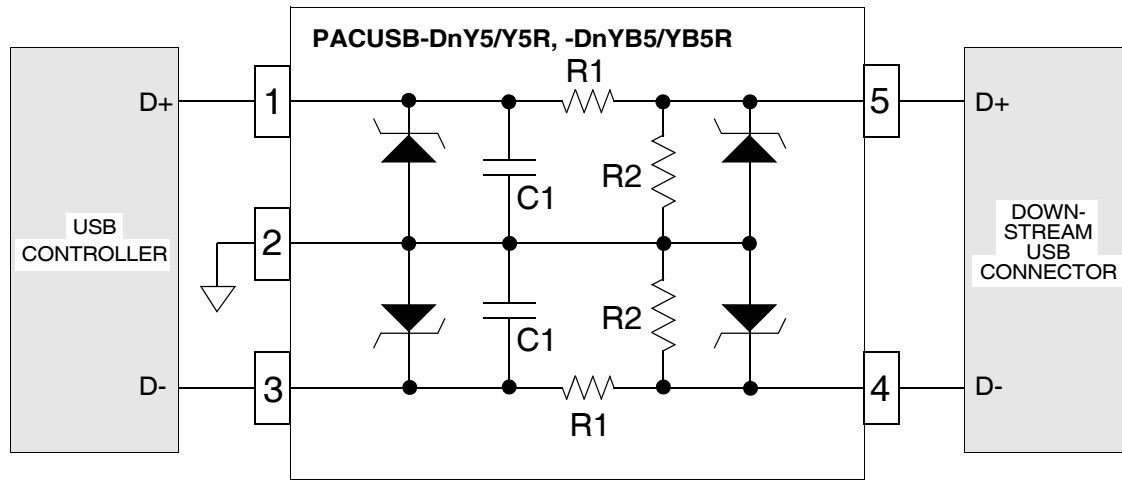 PACUSB-DnY5/Y5R, -DnYB5/YB5R
R1
D+
1
5
D+
R2
C1
USB
CONTROLLER
2
DOWN-
STREAM
USB
CONNECTOR
R2
C1
D-
3
4
D-
R1